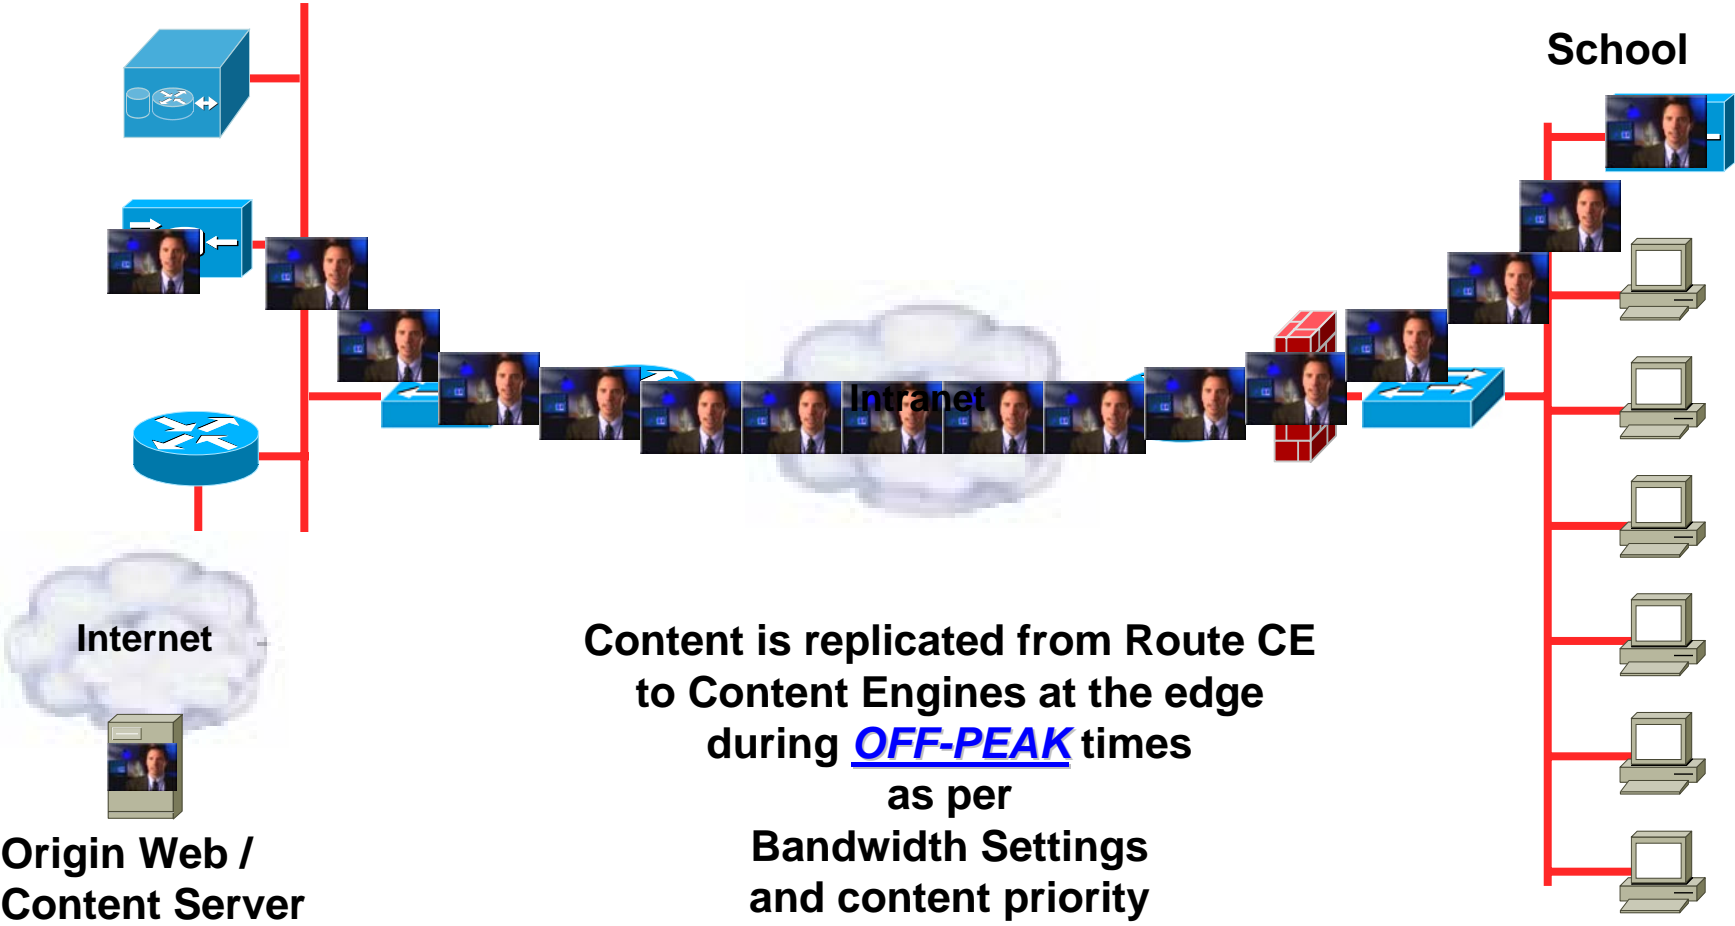 School
Intranet
Internet
Content is replicated from Route CE
to Content Engines at the edge
during OFF-PEAK times
as per
Bandwidth Settings
and content priority
Origin Web /
Content Server